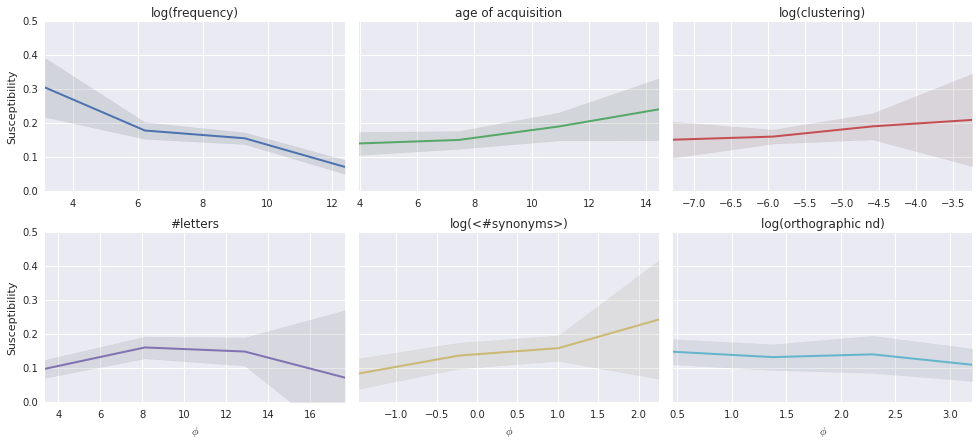 log(frequency)
age of acquisition
log(clustering)
Susceptibility
0.5
0.4
0.3
0.2
0.1
0.0
4 6 8 10 12
4 6 8 10 12 14
−7.0 −6.5 −6.0 −5.5 −5.0 −4.5 −4.0 −3.5
#letters
log(<#synonyms>)
log(orthographic nd)
Susceptibility
0.5
0.4
0.3
0.2
0.1
0.0
4 6 8 10 12 14 16
−1.0 −0.5 0.0 0.5 1.0 1.5 2.0
0.5 1.0 1.5 2.0 2.5 3.0
ϕ
ϕ
ϕ